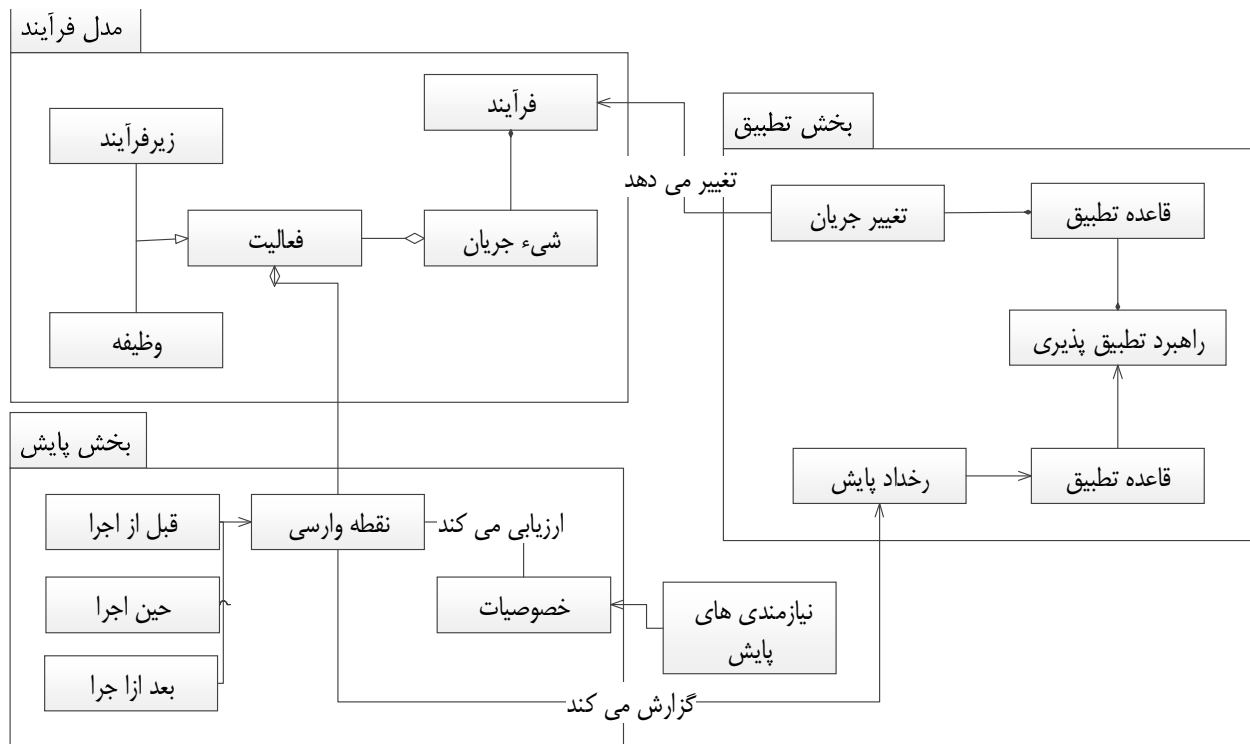 مدل فرآیند
فرآیند
زیرفرآیند
فعالیت
شیء جریان
وظیفه
تغییر می دهد
بخش تطبیق
قاعده تطبیق
تغییر جریان
راهبرد تطبیق پذیری
قاعده تطبیق
رخداد پایش
بخش پایش
قبل از اجرا
نقطه وارسی
ارزیابی می کند
حین اجرا
خصوصیات
نیازمندی های
پایش
بعد ازا جرا
گزارش می کند